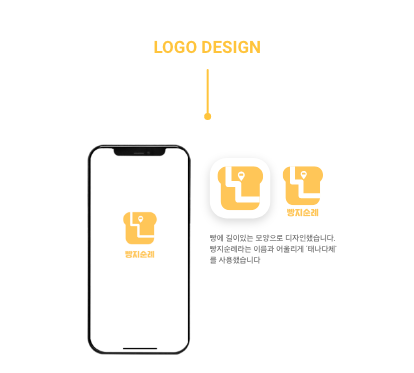 LOGO DESIGN
빵지순례
빵지순례
빵에 길이있는 모양으로 디자인했습니다.
빵지순례라는 이름과 어울리게 '태나다체'
를 사용했습니다